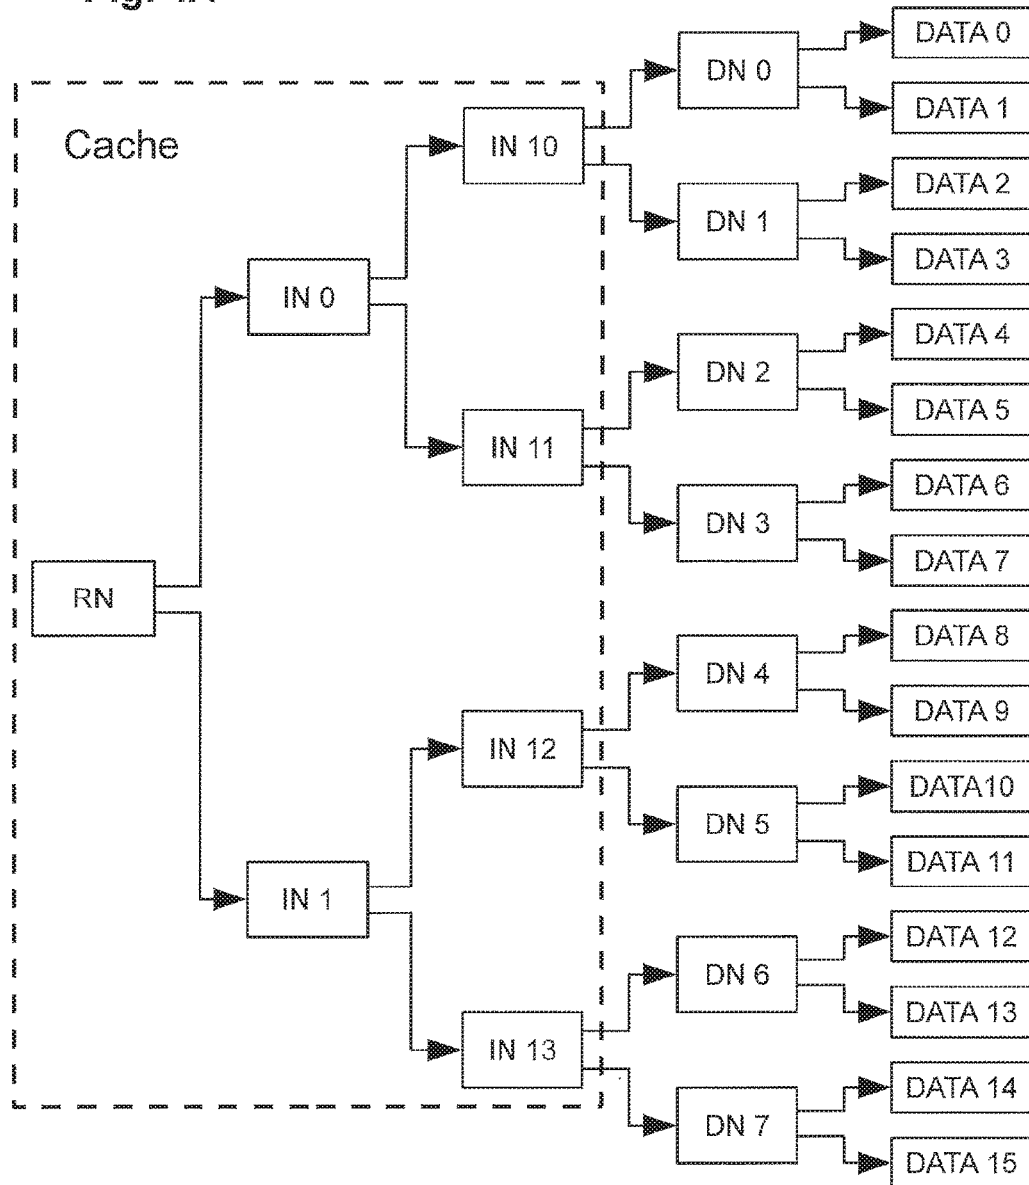 Cache
RN
IN 0
IN 1
IN 10
IN 11
IN 12
IN 13
DN 0
DN 1
DN 2
DN 3
DN 4
DN 5
DN 6
DN 7
DATA 0
DATA 1
DATA 2
DATA 3
DATA 4
DATA 5
DATA 6
DATA 7
DATA 8
DATA 9
DATA10
DATA 11
DATA 12
DATA 13
DATA 14
DATA 15